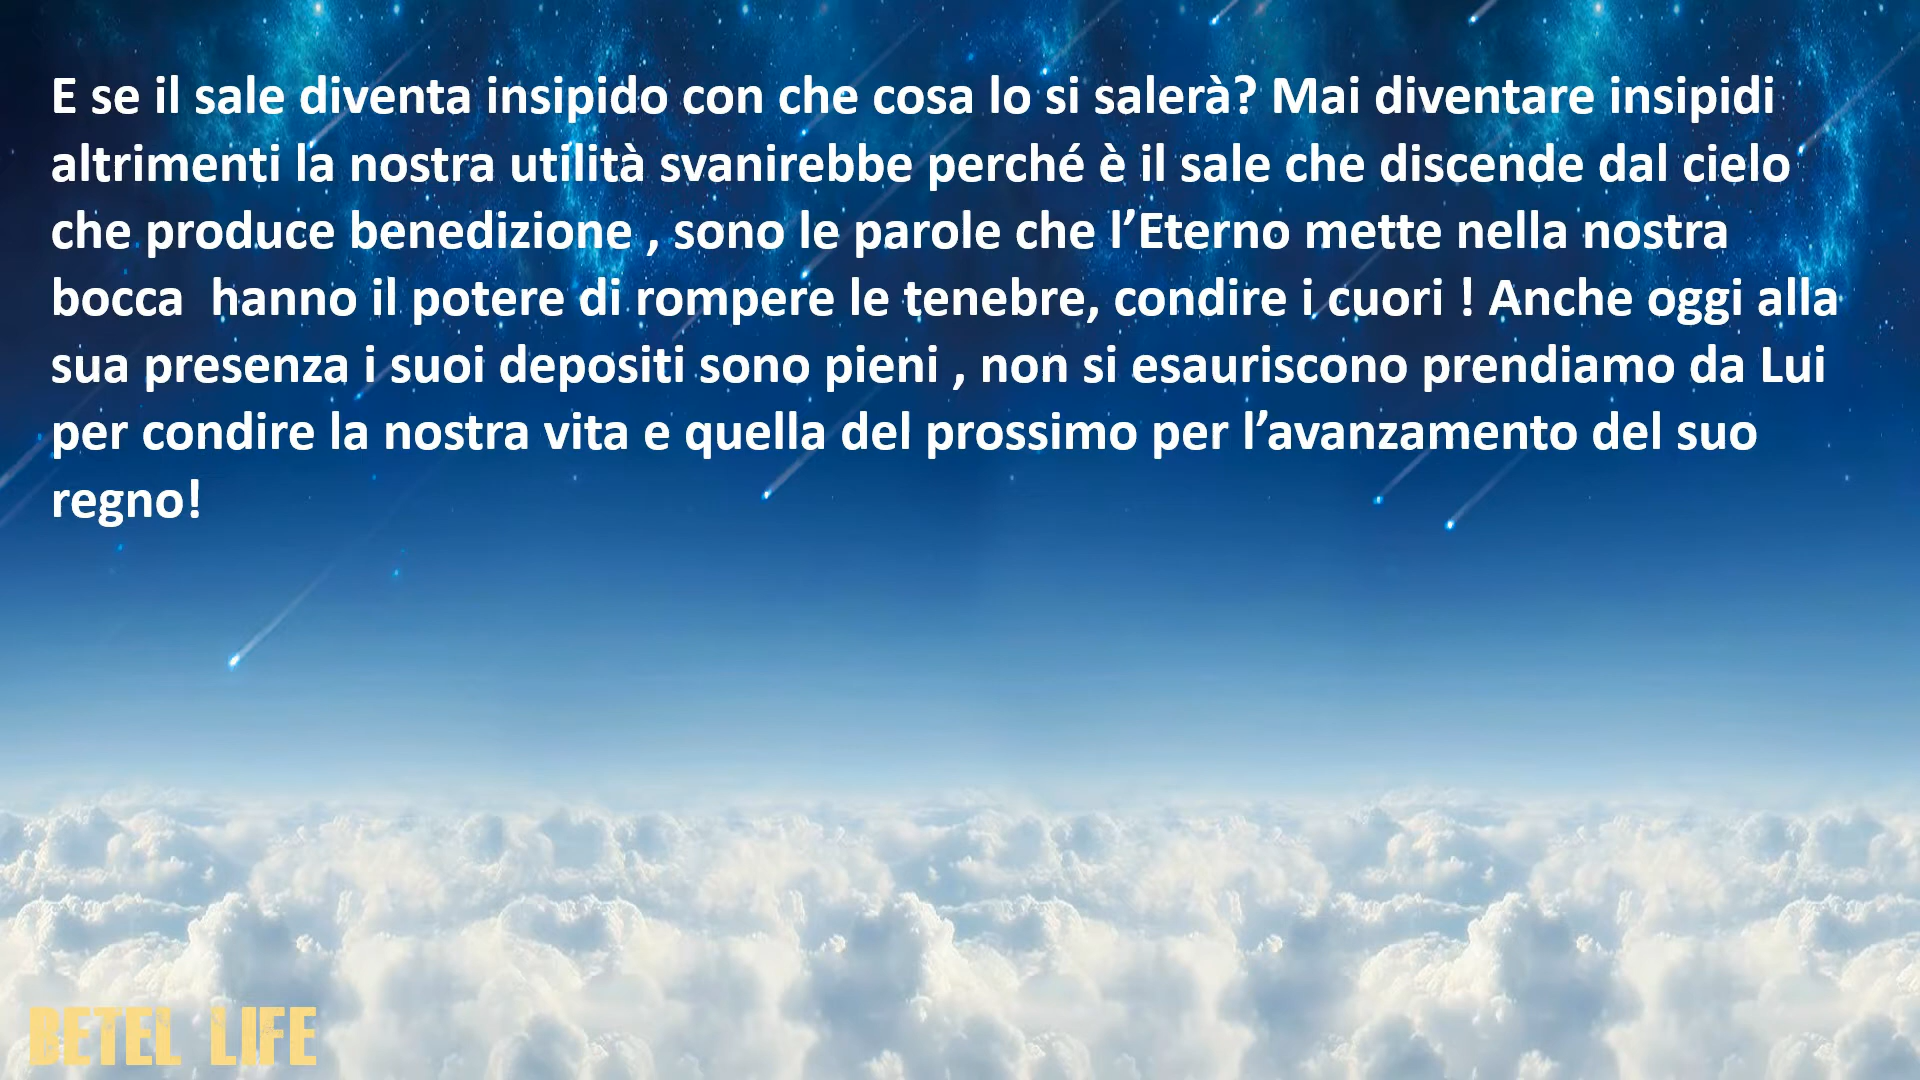 E se il sale diventa insipido con che cosa lo si salerà? Mai diventare insipidi
altrimenti la nostra utilità svanirebbe perché è il sale che discende dal cielo
che produce benedizione , sono le parole che l’Eterno mette nella nostra
bocca  hanno il potere di rompere le tenebre, condire i cuori ! Anche oggi alla
sua presenza i suoi depositi sono pieni , non si esauriscono prendiamo da Lui
per condire la nostra vita e quella del prossimo per l’avanzamento del suo
regno!
BETEL LIFE